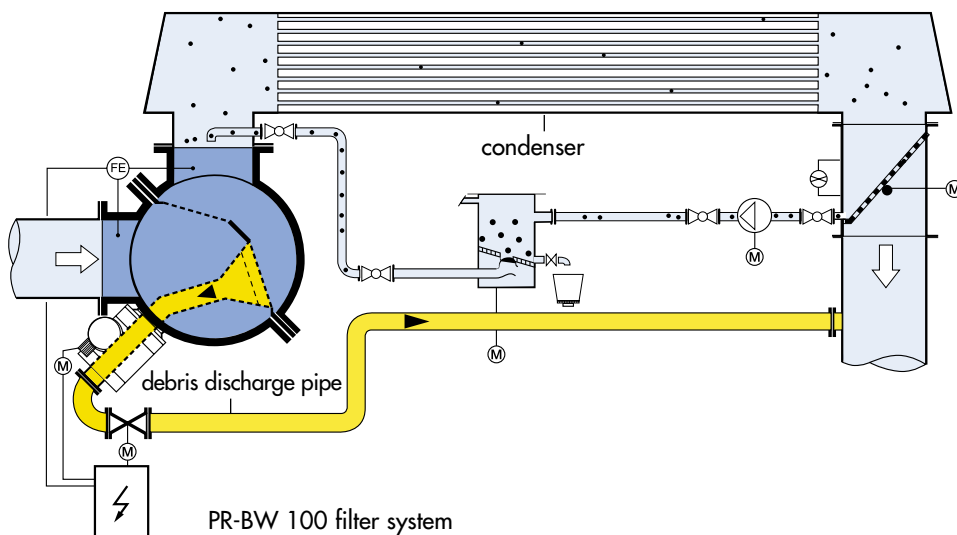 condenser
FE
M
M
M
M
debris discharge pipe
M
PR-BW 100 filter system